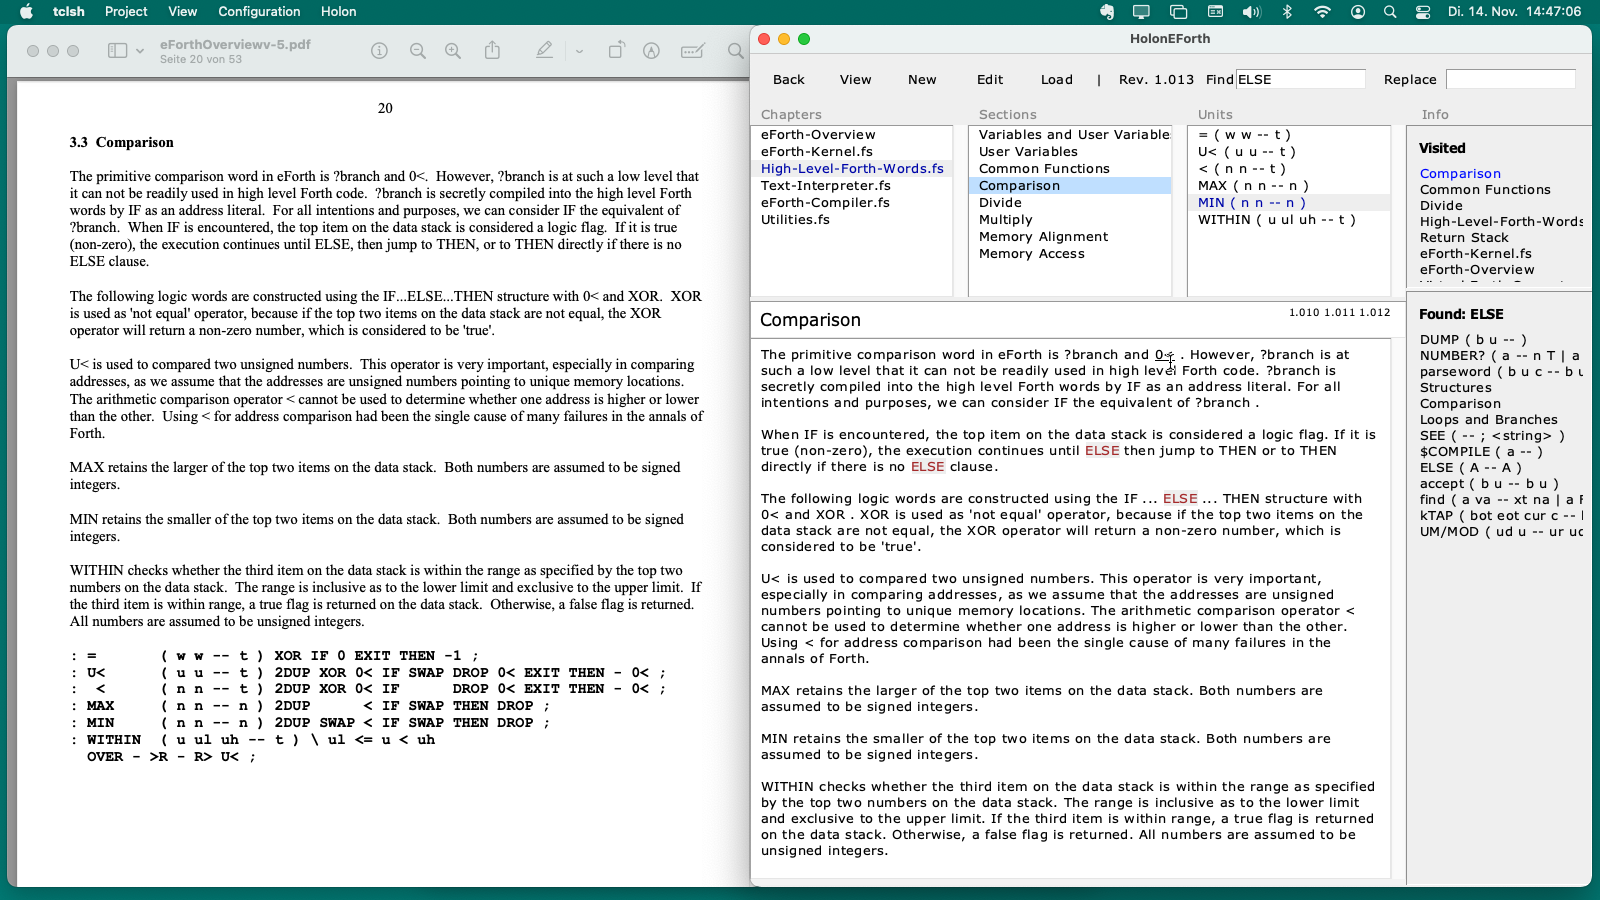 tclsh Project View Configuration Holon Di. 14. Nov. 14:47:06
eForthOverviewv-5.pdf
Seite 20 von 53
20
3.3 Comparison
The primitive comparison word in eForth is ?branch and 0<. However, ?branch is at such a low level that
it can not be readily used in high level Forth code. ?branch is secretly compiled into the high level Forth
words by IF as an address literal. For all intentions and purposes, we can consider IF the equivalent of
?branch. When IF is encountered, the top item on the data stack is considered a logic flag. If it is true
(non-zero), the execution continues until ELSE, then jump to THEN, or to THEN directly if there is no
ELSE clause.
The following logic words are constructed using the IF...ELSE...THEN structure with 0< and XOR. XOR
is used as 'not equal' operator, because if the top two items on the data stack are not equal, the XOR
operator will return a non-zero number, which is considered to be 'true'.
U< is used to compared two unsigned numbers. This operator is very important, especially in comparing
addresses, as we assume that the addresses are unsigned numbers pointing to unique memory locations.
The arithmetic comparison operator < cannot be used to determine whether one address is higher or lower
than the other. Using < for address comparison had been the single cause of many failures in the annals of
Forth.
MAX retains the larger of the top two items on the data stack. Both numbers are assumed to be signed
integers.
MIN retains the smaller of the top two items on the data stack. Both numbers are assumed to be signed
integers.
WITHIN checks whether the third item on the data stack is within the range as specified by the top two
numbers on the data stack. The range is inclusive as to the lower limit and exclusive to the upper limit. If
the third item is within range, a true flag is returned on the data stack. Otherwise, a false flag is returned.
All numbers are assumed to be unsigned integers.
: = ( w w -- t ) XOR IF 0 EXIT THEN -1 ;
: U< ( u u -- t ) 2DUP XOR 0< IF SWAP DROP 0< EXIT THEN - 0< ;
: < ( n n -- t ) 2DUP XOR 0< IF DROP 0< EXIT THEN - 0< ;
: MAX ( n n -- n ) 2DUP < IF SWAP THEN DROP ;
: MIN ( n n -- n ) 2DUP SWAP < IF SWAP THEN DROP ;
: WITHIN ( u ul uh -- t ) \ ul <= u < uh
OVER - >R - R> U< ;
HolonEForth
Back View New Edit Load | Rev. 1.013 Find ELSE Replace
Chapters
eForth-Overview
eForth-Kernel.fs
High-Level-Forth-Words.fs
Text-Interpreter.fs
eForth-Compiler.fs
Utilities.fs
Sections
Variables and User Variable
User Variables
Common Functions
Comparison
Divide
Multiply
Memory Alignment
Memory Access
Units
= ( w w -- t )
U< ( u u -- t )
< ( n n -- t )
MAX ( n n -- n )
MIN ( n n -- n )
WITHIN ( u ul uh -- t )
Info
Visited
Comparison
Common Functions
Divide
High-Level-Forth-Words
Return Stack
eForth-Kernel.fs
eForth-Overview
Comparison
1.010 1.011 1.012
The primitive comparison word in eForth is ?branch and 0< . However, ?branch is at
such a low level that it can not be readily used in high level Forth code. ?branch is
secretly compiled into the high level Forth words by IF as an address literal. For all
intentions and purposes, we can consider IF the equivalent of ?branch .
When IF is encountered, the top item on the data stack is considered a logic flag. If it is
true (non-zero), the execution continues until ELSE then jump to THEN or to THEN
directly if there is no ELSE clause.
The following logic words are constructed using the IF ... ELSE ... THEN structure with
0< and XOR . XOR is used as 'not equal' operator, because if the top two items on the
data stack are not equal, the XOR operator will return a non-zero number, which is
considered to be 'true'.
U< is used to compared two unsigned numbers. This operator is very important,
especially in comparing addresses, as we assume that the addresses are unsigned
numbers pointing to unique memory locations. The arithmetic comparison operator <
cannot be used to determine whether one address is higher or lower than the other.
Using < for address comparison had been the single cause of many failures in the
annals of Forth.
MAX retains the larger of the top two items on the data stack. Both numbers are
assumed to be signed integers.
MIN retains the smaller of the top two items on the data stack. Both numbers are
assumed to be signed integers.
WITHIN checks whether the third item on the data stack is within the range as specified
by the top two numbers on the data stack. The range is inclusive as to the lower limit
and exclusive to the upper limit. If the third item is within range, a true flag is returned
on the data stack. Otherwise, a false flag is returned. All numbers are assumed to be
unsigned integers.
Found: ELSE
DUMP ( b u -- )
NUMBER? ( a -- n T | a
parseword ( b u c -- b u
Structures
Comparison
Loops and Branches
SEE ( -- ; <string> )
$COMPILE ( a -- )
ELSE ( A -- A )
accept ( b u -- b u )
find ( a va -- xt na | a F
kTAP ( bot eot cur c --
UM/MOD ( ud u -- ur uq